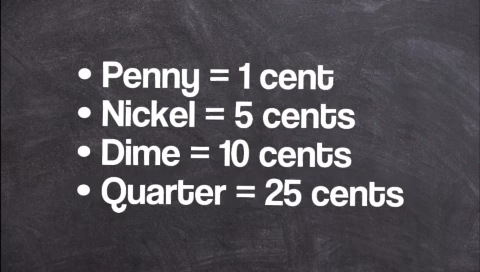 • Penny = 1 cent
• Nickel = 5 cents
• Dime = 10 cents
• Quarter = 25 cents